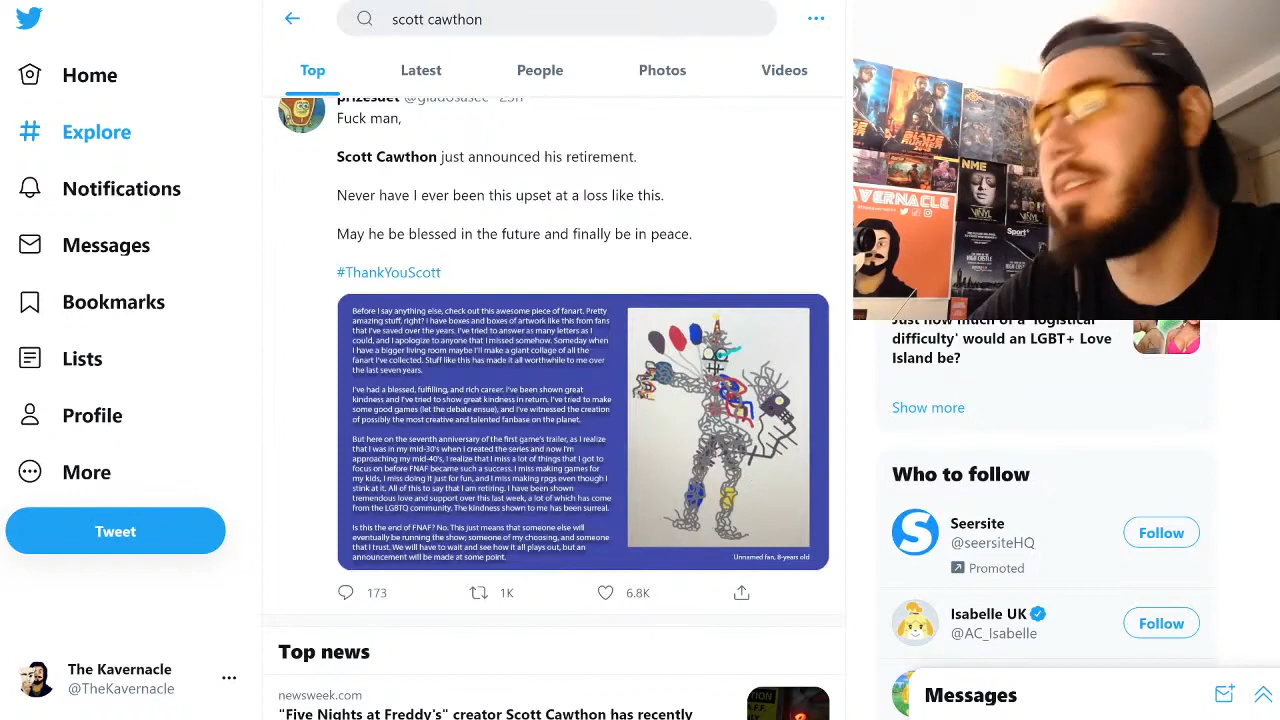 scott cawthon
Top
Latest
People
Photos
Videos
Home
Explore
Notifications
Messages
Bookmarks
Lists
Profile
More
Tweet
The Kavernacle
@TheKavernacle
Fuck man,
Scott Cawthon just announced his retirement.
Never have I ever been this upset at a loss like this.
May he be blessed in the future and finally be in peace.
#ThankYouScott
Before I say anything else, check out this awesome piece of fanart. Pretty
amazing stuff, right? I have boxes and boxes of artwork like this from fans
that I've saved over the years. I've tried to answer as many letters as I
could, and I apologize to anyone that I missed somehow. Someday when
I have a bigger living room maybe I'll make a giant collage of all the
fanart I've collected. Stuff like this has made it all worthwhile to me over
the last seven years.
I've had a blessed, fulfilling, and rich career. I've been shown great
kindness and I've tried to show great kindness in return. I've tried to make
some good games (let the debate ensue), and I've witnessed the creation
of possibly the most creative and talented fanbase on the planet.
But here on the seventh anniversary of the first game's trailer, as I realize
that I was in my mid-30's when I created the series and now I'm
approaching my mid-40's, I realize that I miss a lot of things that I got to
focus on before FNAF became such a success. I miss making games for
my kids, I miss doing it just for fun, and I miss making rpgs even though I
stink at it. All of this to say that I am retiring. I have been shown
tremendous love and support over this last week, a lot of which has come
from the LGBTQ community. The kindness shown to me has been surreal.
Is this the end of FNAF? No. This just means that someone else will
eventually be running the show; someone of my choosing, and someone
that I trust. We will have to wait and see how it all plays out, but an
announcement will be made at some point.
Unnamed fan, 8-years old
173
1K
6.8K
Top news
newsweek.com
"Five Nights at Freddy's" creator Scott Cawthon has recently
BLADE
RUNNER
NME
VINYL
VINYL
Sport
AVERNACLE
Just how much of a 'logistical
difficulty' would an LGBT+ Love
Island be?
Show more
Who to follow
Seersite
@seersiteHQ
Promoted
Follow
Isabelle UK
@AC_Isabelle
Follow
Messages